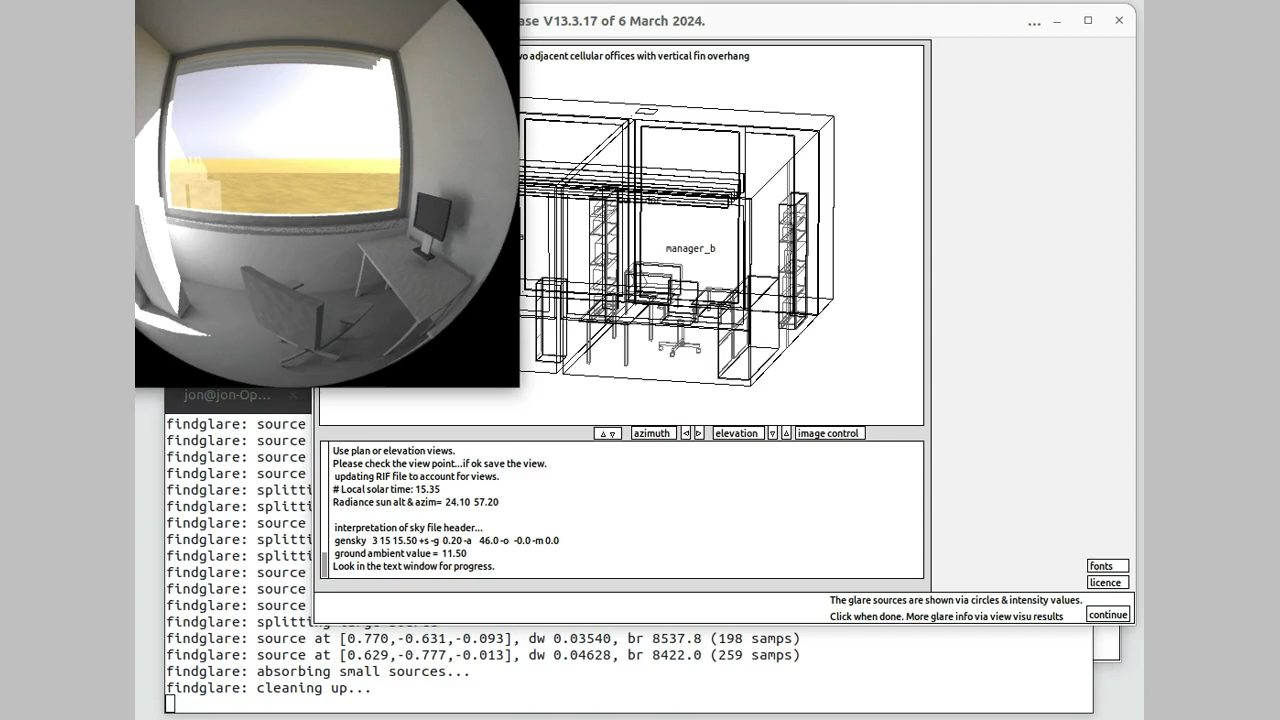 ase V13.3.17 of 6 March 2024.
wo adjacent cellular offices with vertical fin overhang
manager_b
jon@jon-Op...
azimuth
elevation
image control
Use plan or elevation views.
Please check the view point...if ok save the view.
updating RIF file to account for views.
# Local solar time: 15.35
Radiance sun alt & azim= 24.10 57.20
interpretation of sky file header...
gensky 3 15 15.50 +s -g 0.20 -a 46.0 -o -0.0 -m 0.0
ground ambient value = 11.50
Look in the text window for progress.
fonts
licence
The glare sources are shown via circles & intensity values.
Click when done. More glare info via view visu results
continue
findglare: source
findglare: source
findglare: source
findglare: source
findglare: splitti
findglare: splitti
findglare: source
findglare: splitti
findglare: splitti
findglare: source
findglare: source
findglare: source
findglare: splitting large source
findglare: source at [0.770,-0.631,-0.093], dw 0.03540, br 8537.8 (198 samps)
findglare: source at [0.629,-0.777,-0.013], dw 0.04628, br 8422.0 (259 samps)
findglare: absorbing small sources...
findglare: cleaning up...